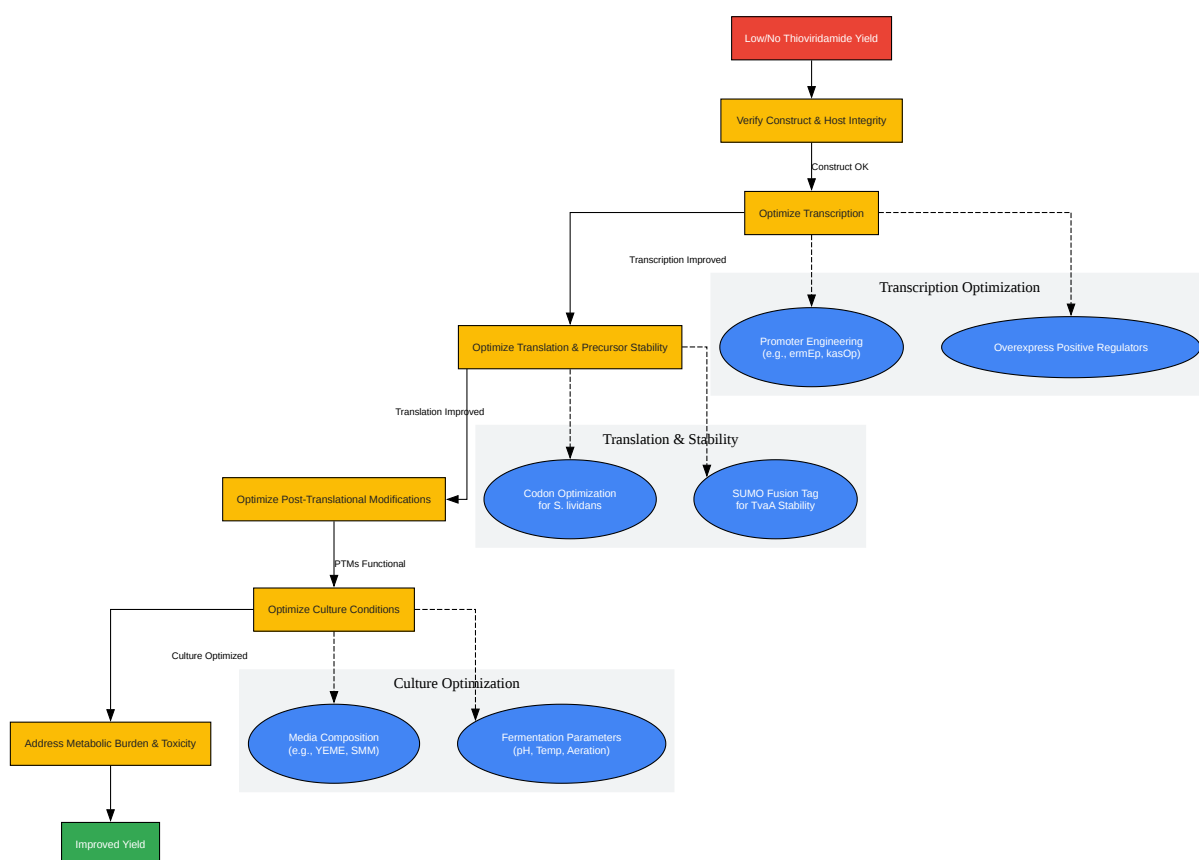 Low/No Thioviridamide Yield
Verify Construct & Host Integrity
Construct OK
Optimize Transcription
Transcription Improved
Transcription Optimization
Promoter Engineering
(e.g., ermEp, kasOp)
Overexpress Positive Regulators
Optimize Translation & Precursor Stability
Translation Improved
Translation & Stability
Codon Optimization
for S. lividans
SUMO Fusion Tag
for TvaA Stability
Optimize Post-Translational Modifications
PTMs Functional
Optimize Culture Conditions
Culture Optimized
Culture Optimization
Media Composition
(e.g., YEME, SMM)
Fermentation Parameters
(pH, Temp, Aeration)
Address Metabolic Burden & Toxicity
Improved Yield